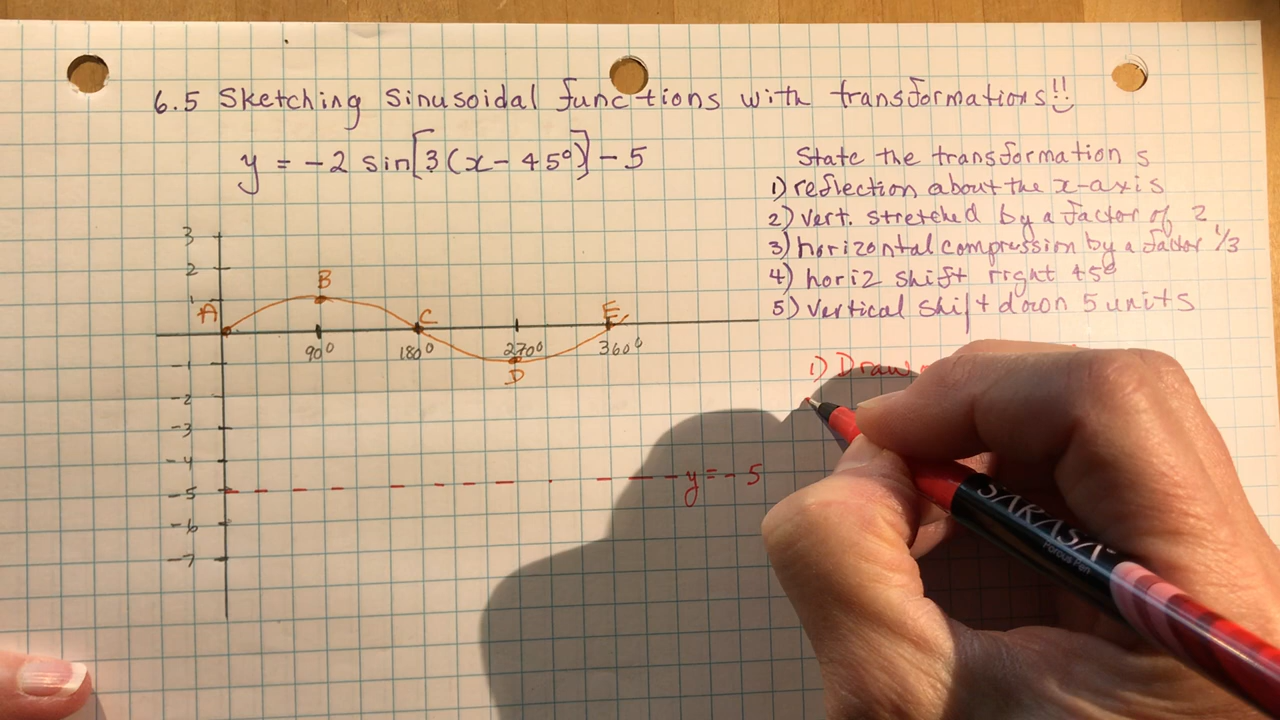 6.5 Sketching Sinusoidal functions with transformations!!
y = -2 sin[3(x - 45°)] - 5
State the transformations
1) reflection about the x-axis
2) vert. stretched by a factor of 2
3) horizontal compression by a factor 1/3
4) horiz shift right 45°
5) vertical shift down 5 units
3
2
1
A
B
C
D
E
90°
180°
270°
360°
-1
-2
-3
-4
-5
-6
-7
y = -5
1) Draw
SARASA
Porous Pen